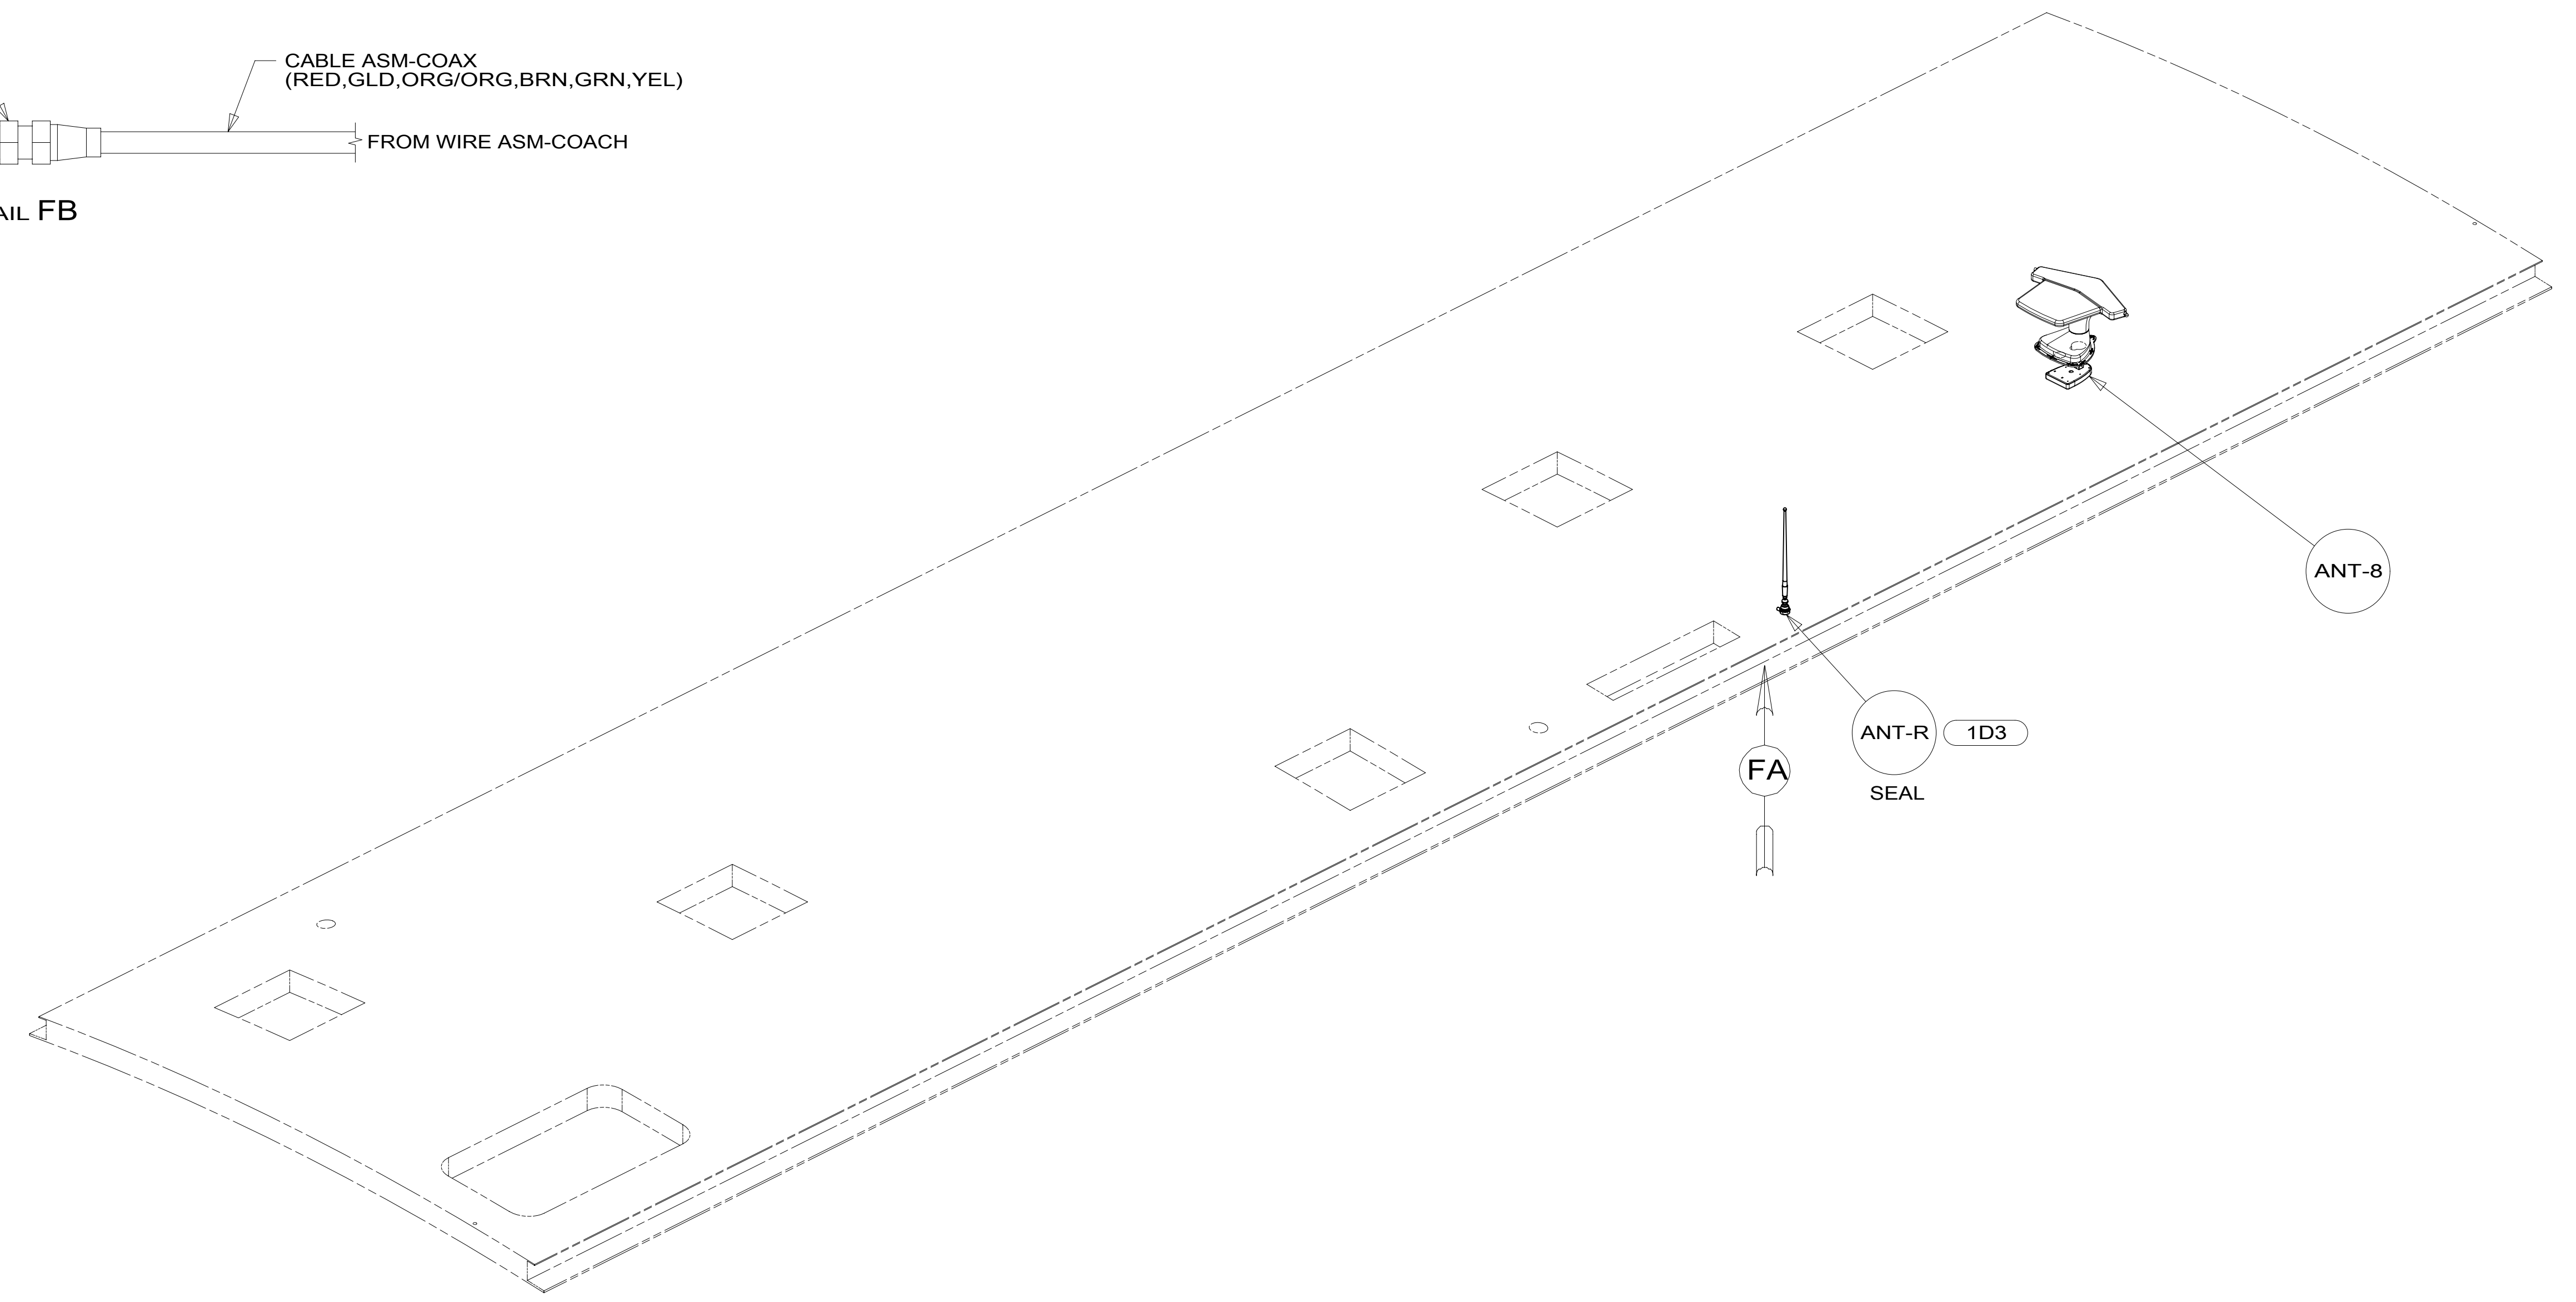 CABLE ASM-COAX
(RED,GLD,ORG/ORG,BRN,GRN,YEL)
FROM WIRE ASM-COACH
AIL FB
ANT-8
ANT-R 1D3
FA
SEAL